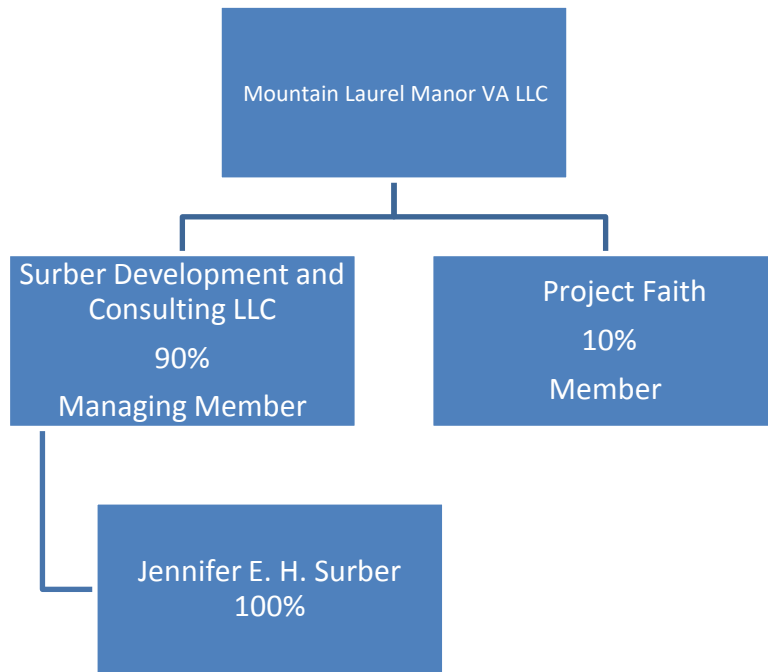 Mountain Laurel Manor VA LLC
Surber Development and
Consulting LLC
90%
Managing Member
Project Faith
10%
Member
Jennifer E. H. Surber
100%